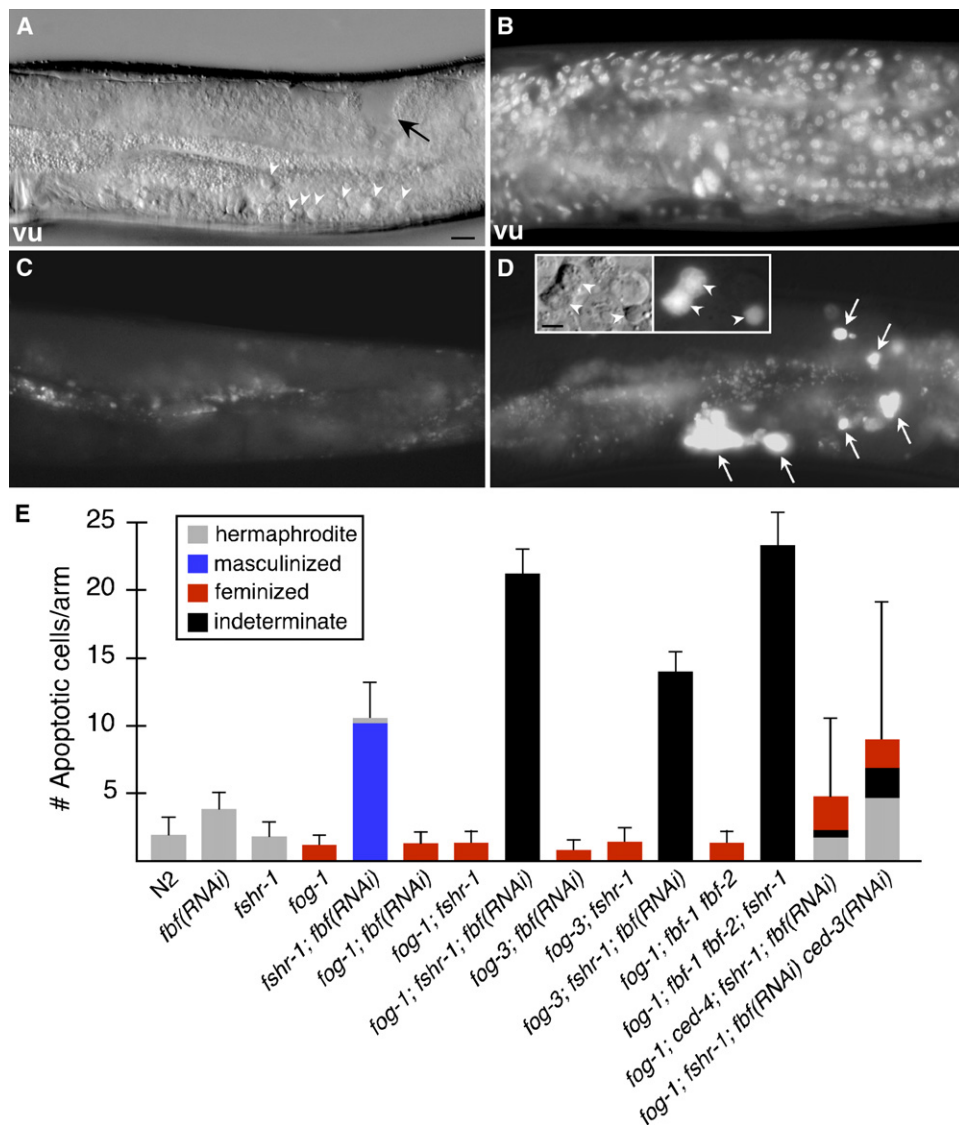 A
B
vu
vu
C
D
E
# Apoptotic cells/arm
25
20
15
10
5
hermaphrodite
masculinized
feminized
indeterminate
N2
fbf(RNAi)
fshr-1
fog-1
fshr-1; fbf(RNAi)
fog-1; fbf(RNAi)
fog-1; fshr-1
fog-1; fshr-1; fbf(RNAi)
fog-3; fbf(RNAi)
fog-3; fshr-1
fog-3; fshr-1; fbf(RNAi)
fog-1; fbf-1 fbf-2
fog-1; fbf-1 fbf-2; fshr-1
fog-1; ced-4; fshr-1; fbf(RNAi)
fog-1; fshr-1; fbf(RNAi) ced-3(RNAi)